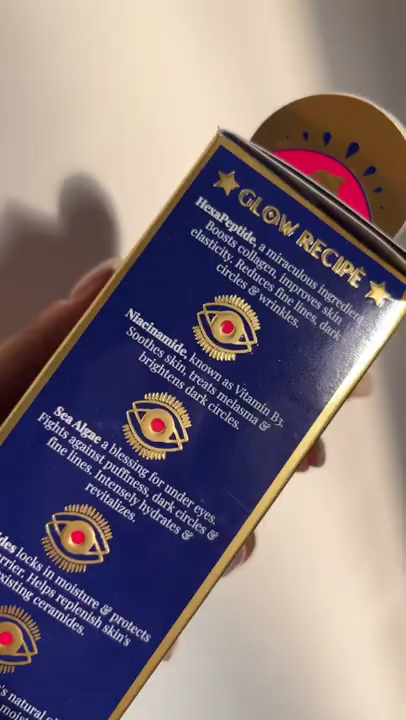 GLOW RECIPE
HexaPeptide, a miraculous ingredient
Boosts collagen, improves skin
elasticity. Reduces fine lines, dark
circles & wrinkles.
Niacinamide, known as Vitamin B3.
Soothes skin, treats melasma &
brightens dark circles.
Sea Algae a blessing for under eyes.
Fights against puffiness, dark circles &
fine lines. Intensely hydrates &
revitalizes.
locks in moisture & protects
Helps replenish skin's
existing ceramides.
natural